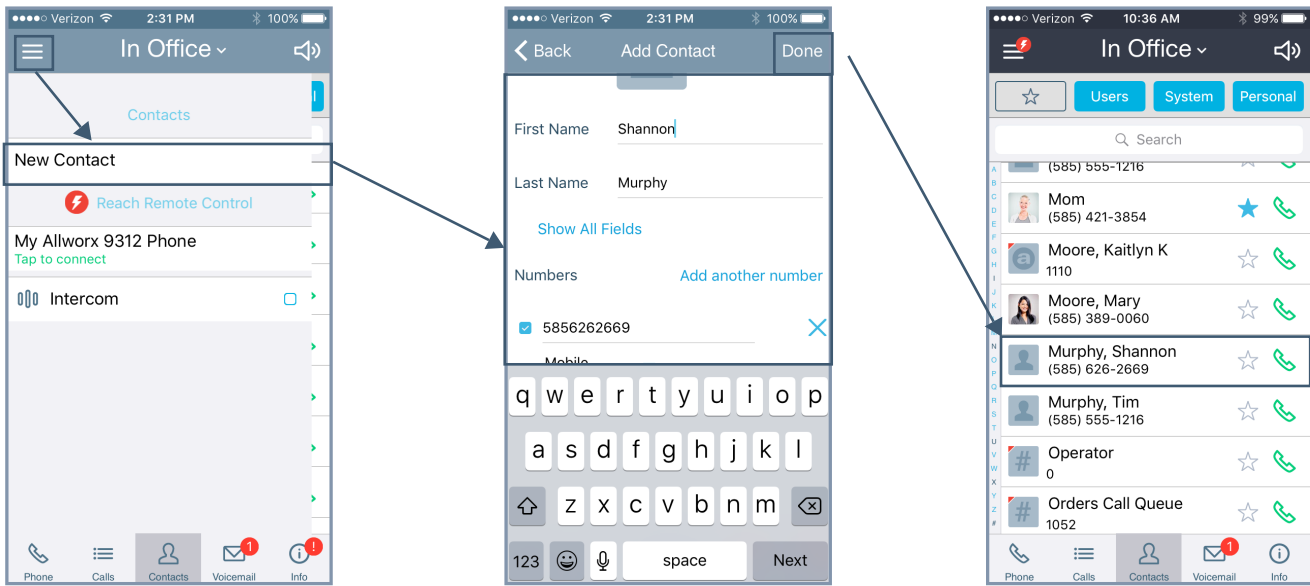 Verizon 2:31 PM 100%
In Office
Contacts
New Contact
Reach Remote Control
My Allworx 9312 Phone
Tap to connect
Intercom
1 !
Phone Calls Contacts Voicemail Info
Verizon 2:31 PM 100%
Back Add Contact Done
First Name Shannon
Last Name Murphy
Show All Fields
Numbers Add another number
5856262669
Mobile
q w e r t y u i o p
a s d f g h j k l
z x c v b n m
123 space Next
Verizon 10:36 AM 99%
In Office
Users System Personal
Search
(585) 555-1216
Mom
(585) 421-3854
Moore, Kaitlyn K
a
1110
Moore, Mary
(585) 389-0060
Murphy, Shannon
(585) 626-2669
Murphy, Tim
(585) 555-1216
Operator
#
0
Orders Call Queue
#
1052
A
B
C
D
E
F
G
H
I
J
K
N
O
P
Q
R
S
T
U
V
W
X
Y
Z
#
1
Phone Calls Contacts Voicemail Info